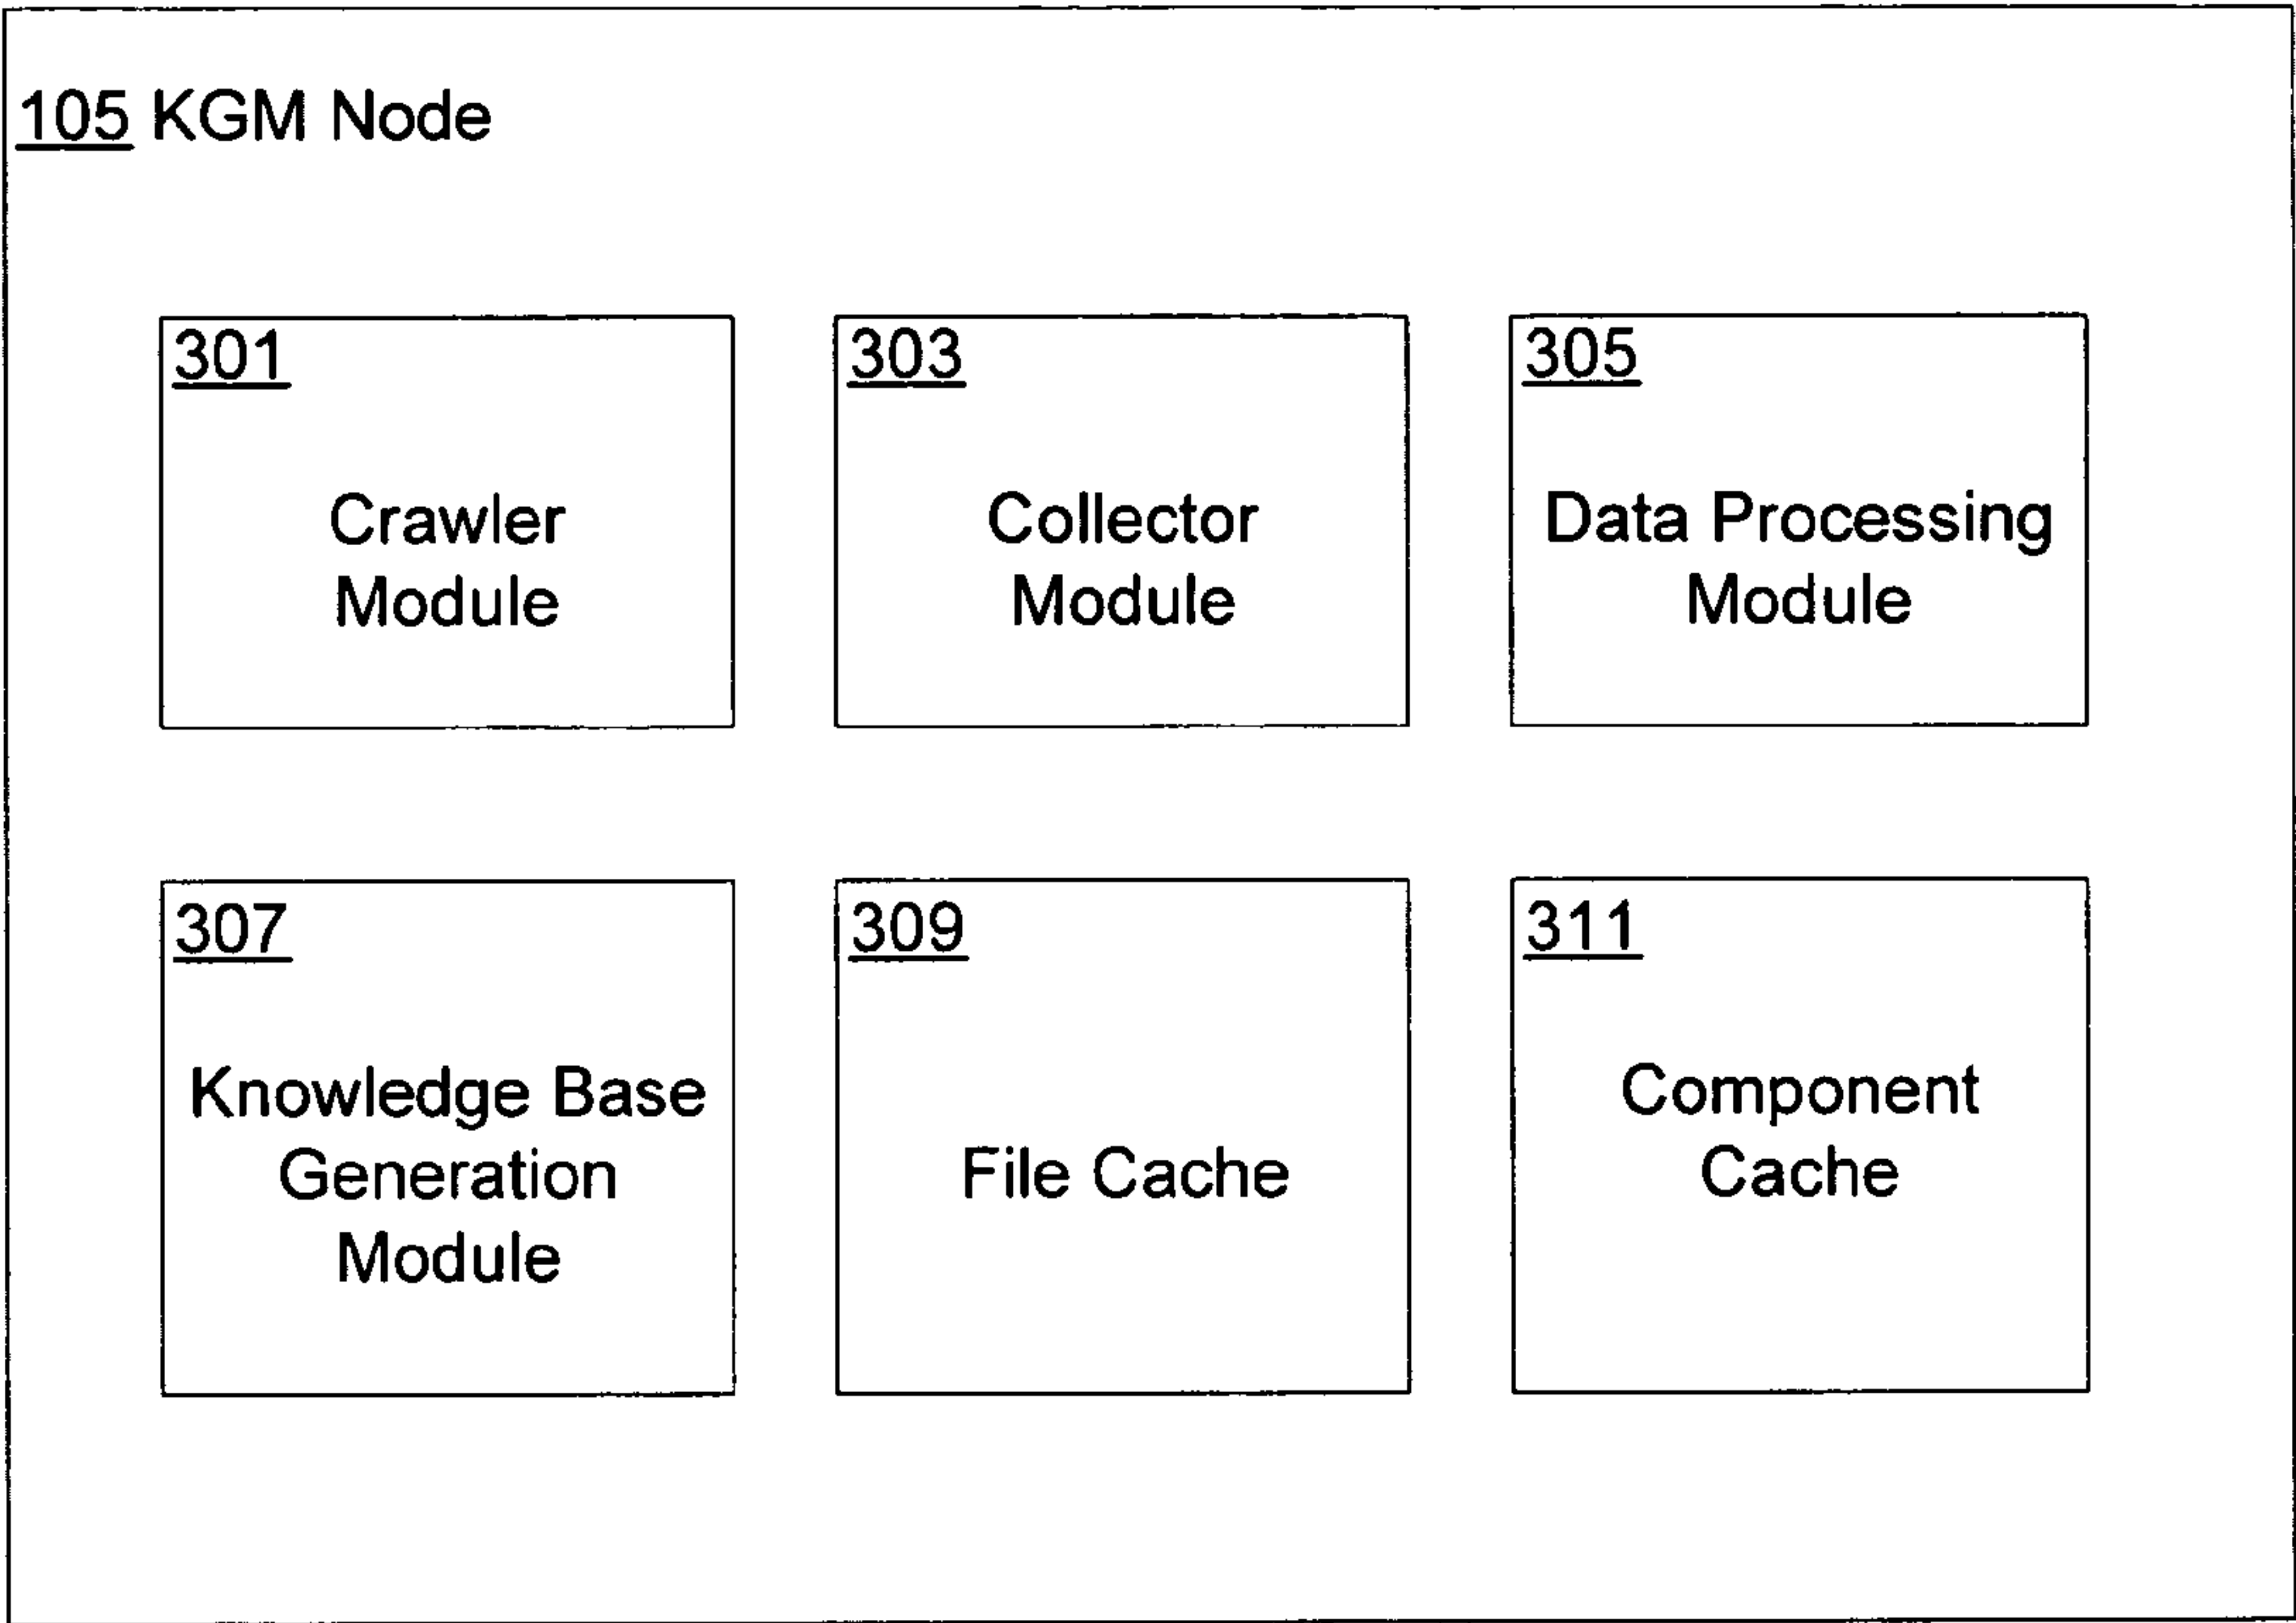 105 KGM Node
301
Crawler
Module
303
Collector
Module
305
Data Processing
Module
307
Knowledge Base
Generation
Module
309
File Cache
311
Component
Cache